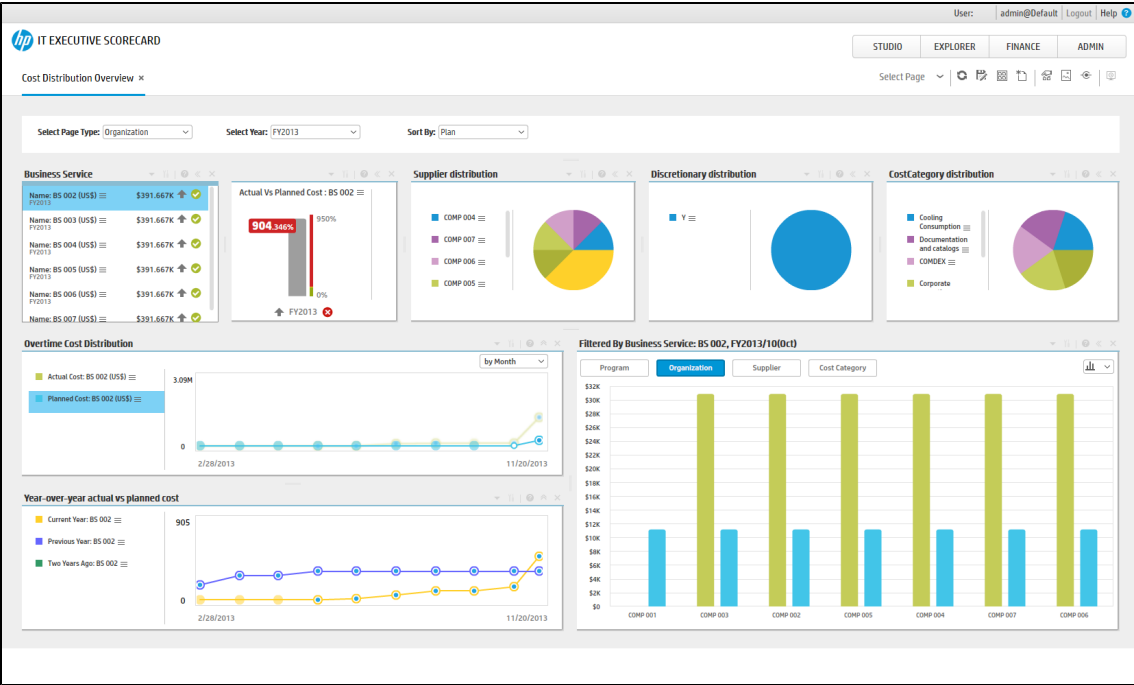 User: admin@Default Logout Help ?
hp IT EXECUTIVE SCORECARD
STUDIO EXPLORER FINANCE ADMIN
Cost Distribution Overview ×
Select Page
Select Page Type: Organization Select Year: FY2013 Sort By: Plan
Business Service
Name: BS 002 (US$) $391.667K
FY2013
Name: BS 003 (US$) $391.667K
FY2013
Name: BS 004 (US$) $391.667K
FY2013
Name: BS 005 (US$) $391.667K
FY2013
Name: BS 006 (US$) $391.667K
FY2013
Name: BS 007 (US$) $391.667K
Actual Vs Planned Cost : BS 002
904.346%
950%
0%
FY2013
Supplier distribution
COMP 004
COMP 007
COMP 006
COMP 005
Discretionary distribution
Y
CostCategory distribution
Cooling
Consumption
Documentation
and catalogs
COMDEX
Corporate
Overtime Cost Distribution
by Month
Actual Cost: BS 002 (US$)
Planned Cost: BS 002 (US$)
3.09M
0
2/28/2013 11/20/2013
Year-over-year actual vs planned cost
Current Year: BS 002
Previous Year: BS 002
Two Years Ago: BS 002
905
0
2/28/2013 11/20/2013
Filtered By Business Service: BS 002, FY2013/10(Oct)
Program Organization Supplier Cost Category
$32K
$30K
$28K
$26K
$24K
$22K
$20K
$18K
$16K
$14K
$12K
$10K
$8K
$6K
$4K
$2K
$0
COMP 001 COMP 003 COMP 002 COMP 005 COMP 004 COMP 007 COMP 006